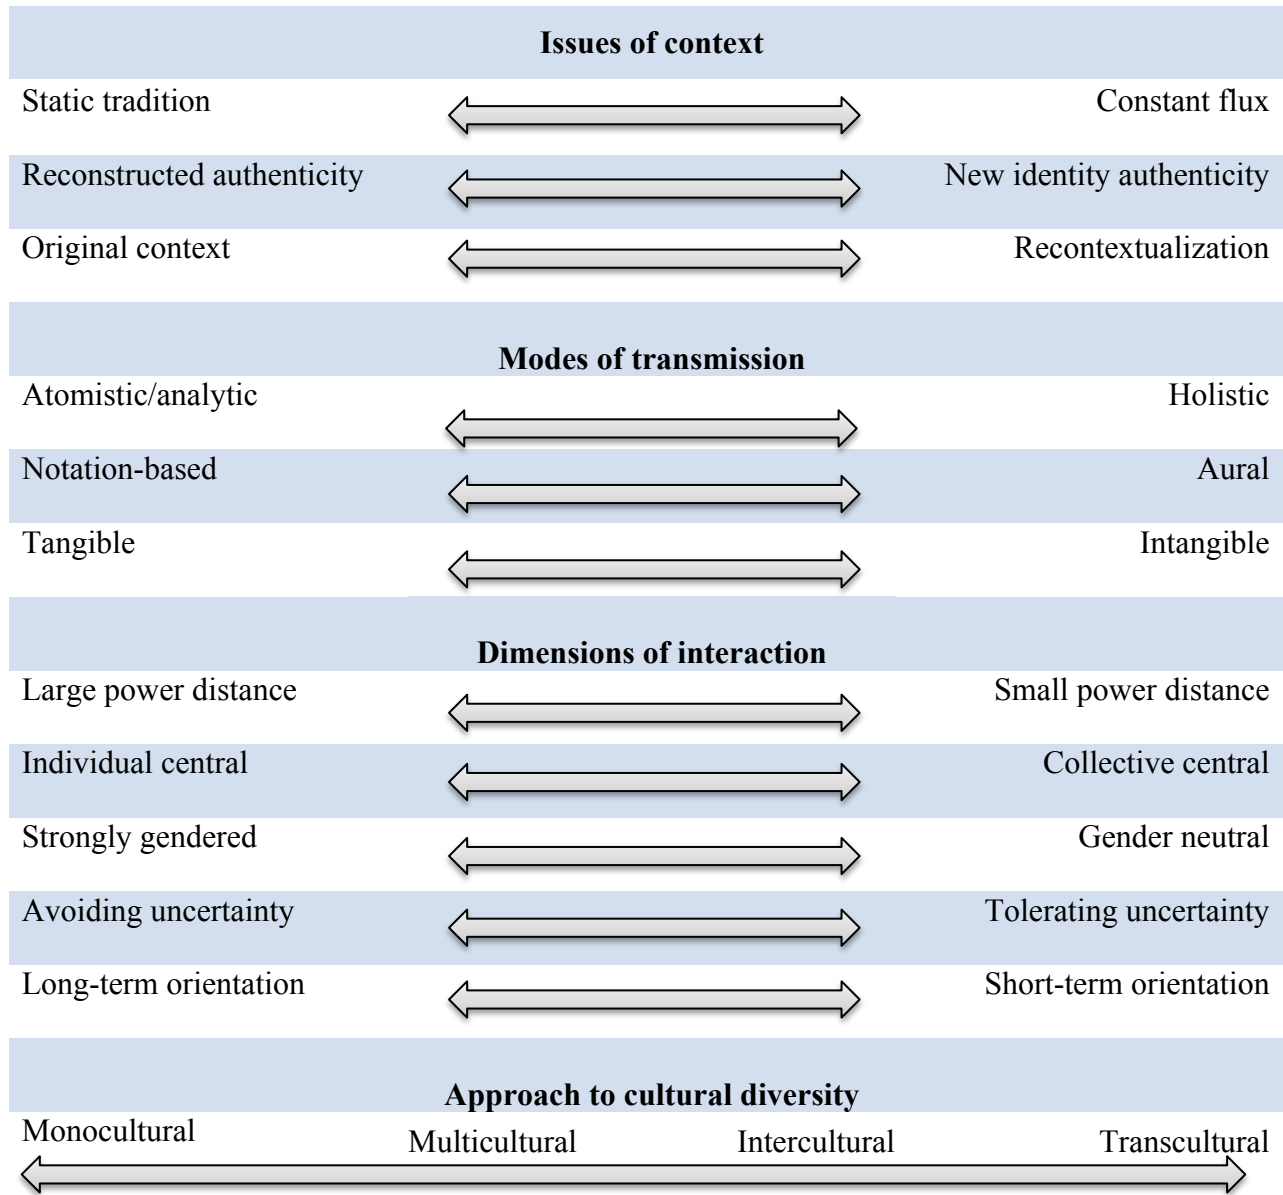 Issues of context
Static tradition Constant flux
Reconstructed authenticity New identity authenticity
Original context Recontextualization
Modes of transmission
Atomistic/analytic Holistic
Notation-based Aural
Tangible Intangible
Dimensions of interaction
Large power distance Small power distance
Individual central Collective central
Strongly gendered Gender neutral
Avoiding uncertainty Tolerating uncertainty
Long-term orientation Short-term orientation
Approach to cultural diversity
Monocultural Multicultural Intercultural Transcultural